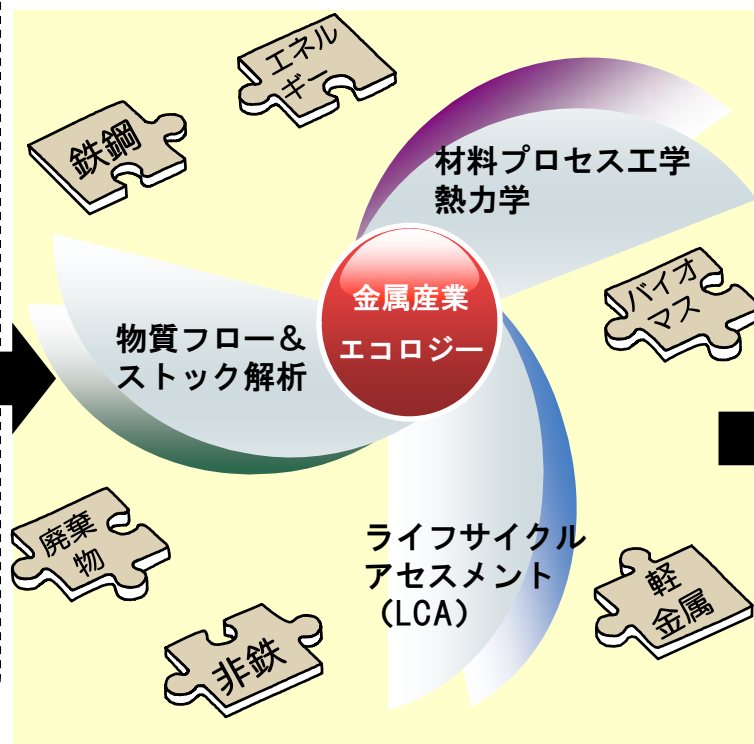 エネル
ギー
鉄鋼
材料プロセス工学
熱力学
金属産業
エコロジー
バイオ
マス
物質フロー＆
ストック解析
ライフサイクル
アセスメント
（LCA）
廃棄
物
軽
金属
非鉄